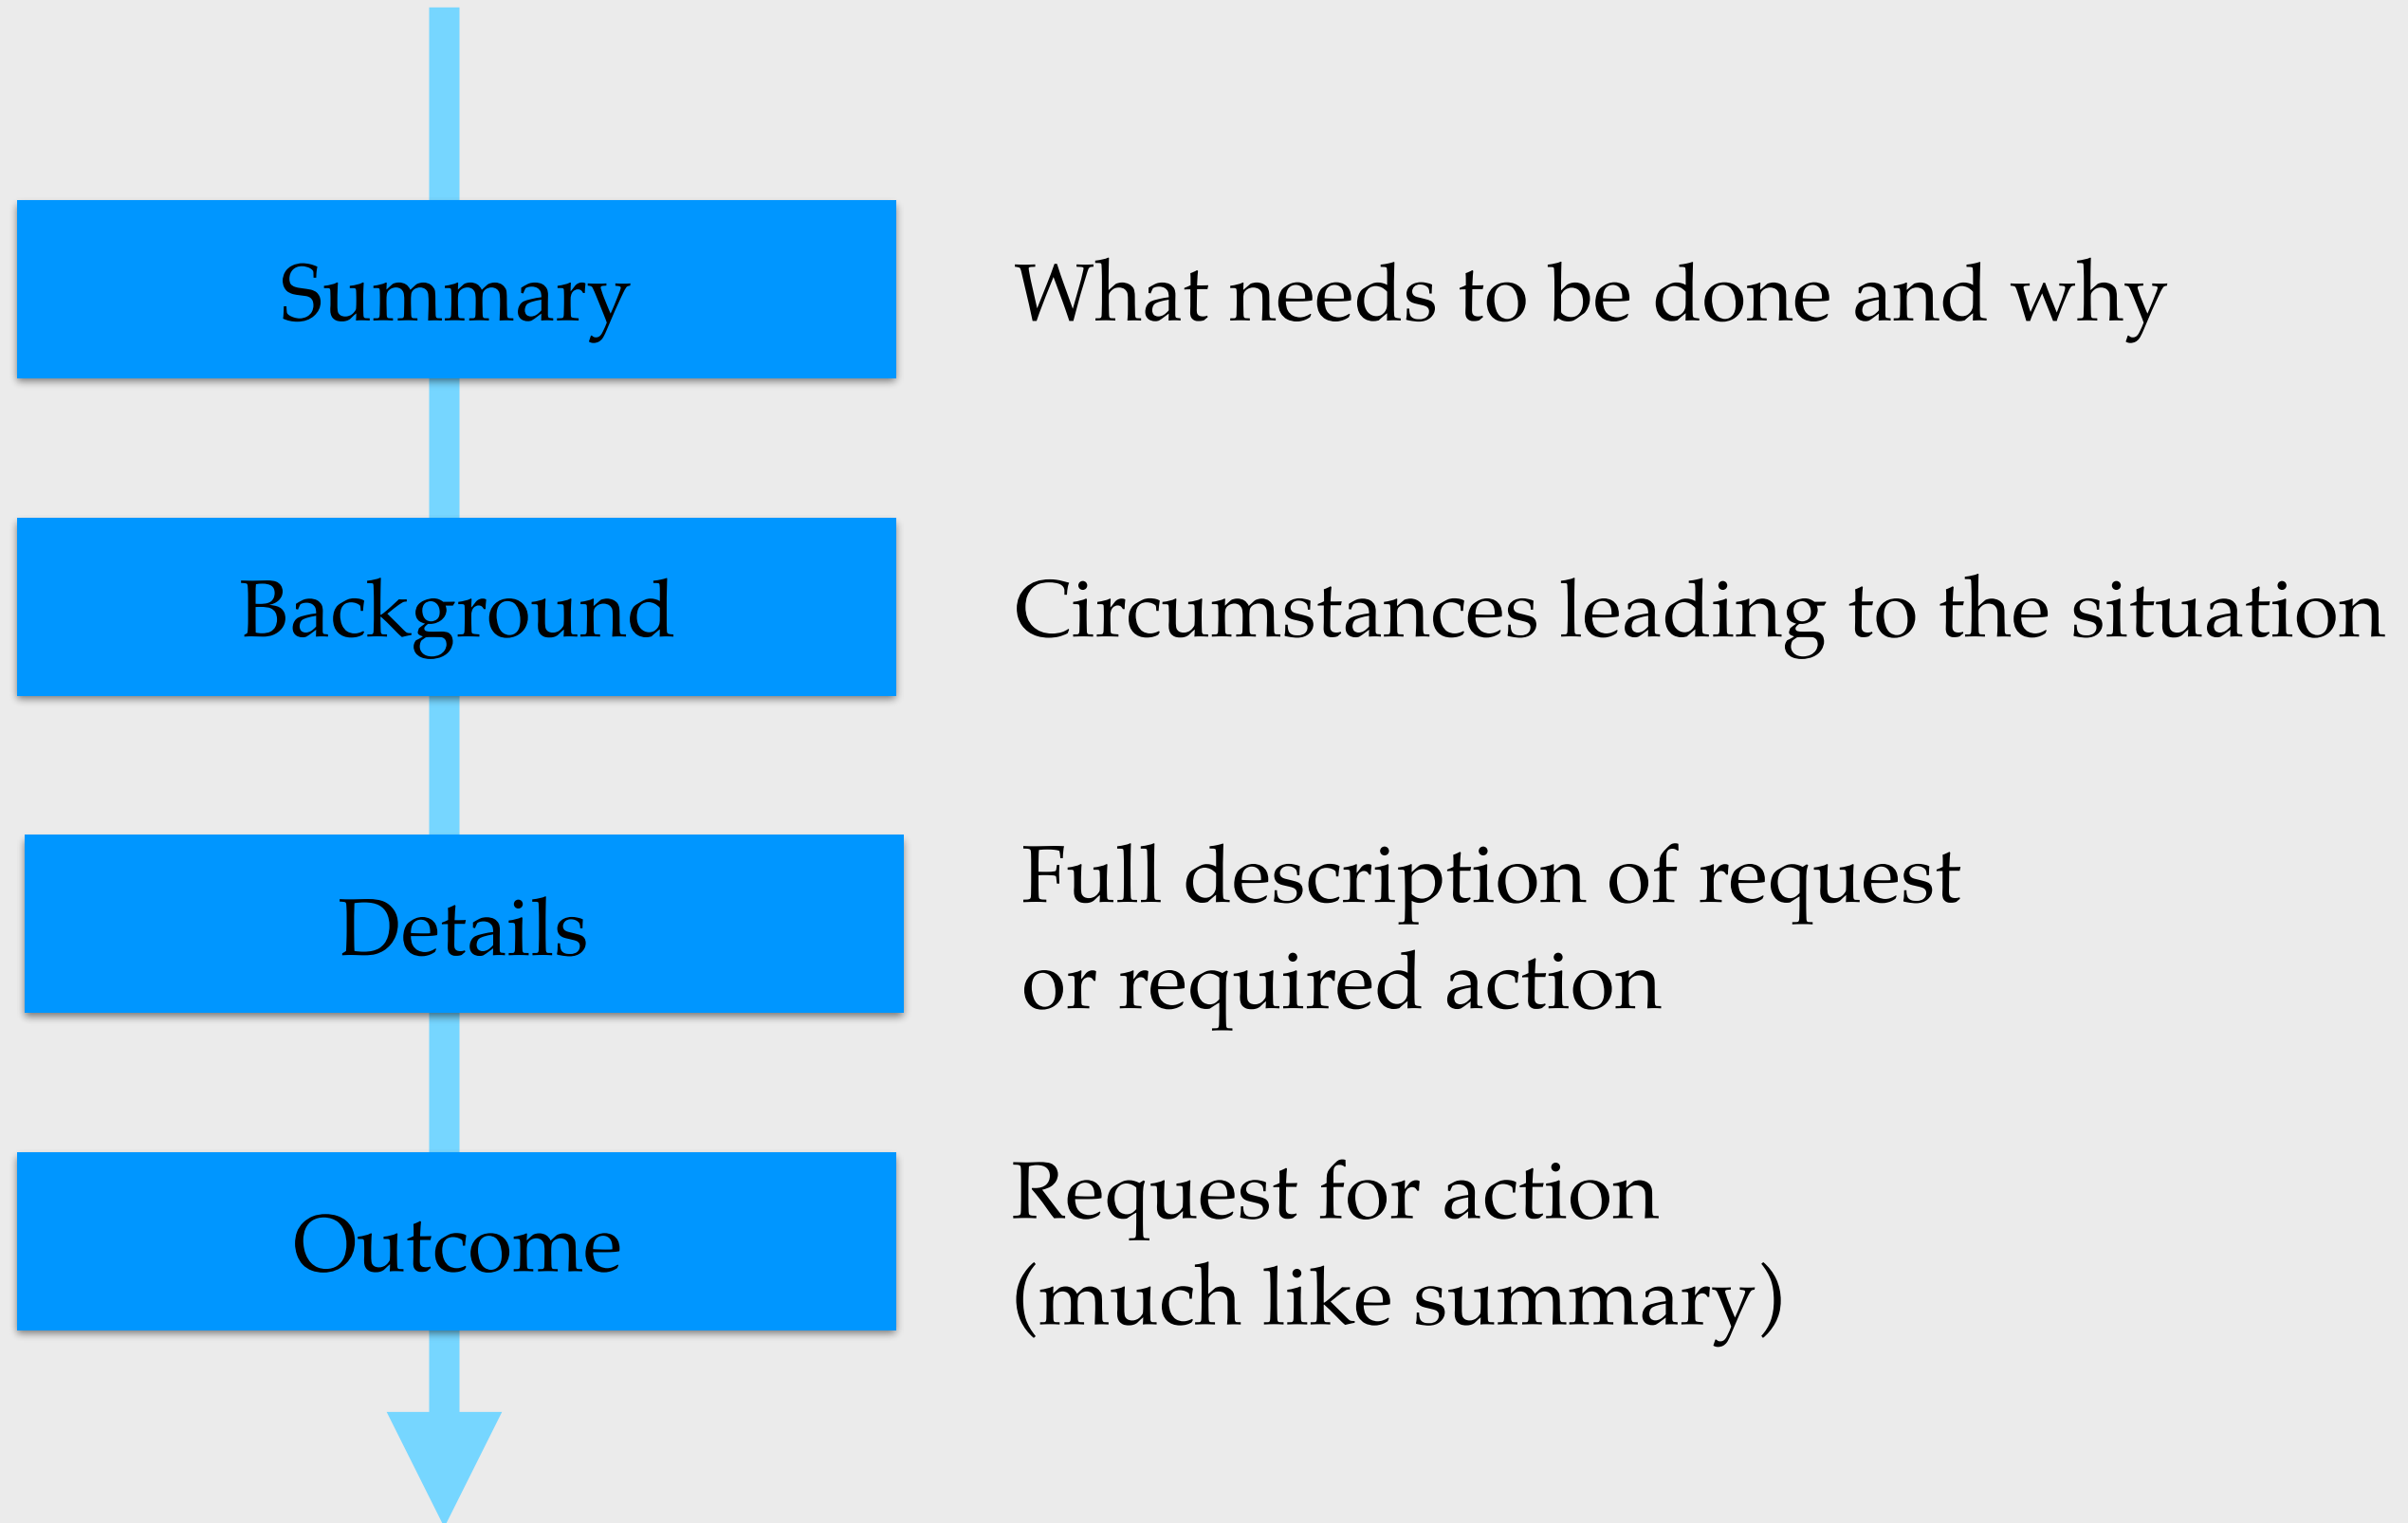 Summary
What needs to be done and why
Background
Circumstances leading to the situation
Details
Full description of request
or required action
Outcome
Request for action
(much like summary)